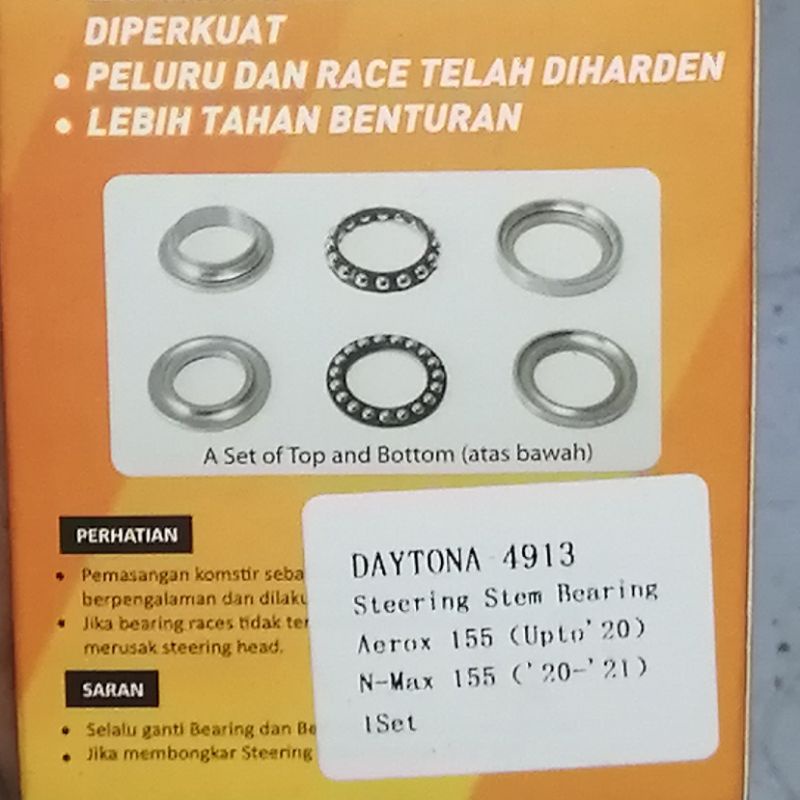 DIPERKUAT
• PELURU DAN RACE TELAH DIHARDEN
• LEBIH TAHAN BENTURAN
A Set of Top and Bottom (atas bawah)
PERHATIAN
• Pemasangan komstir seba
berpengalaman dan dilaku
• Jika bearing races tidak ter
merusak steering head.
SARAN
• Selalu ganti Bearing dan Be
• Jika membongkar Steering
DAYTONA 4913
Steering Stem Bearing
Aerox 155 (Upto'20)
N-Max 155 ('20-'21)
1Set